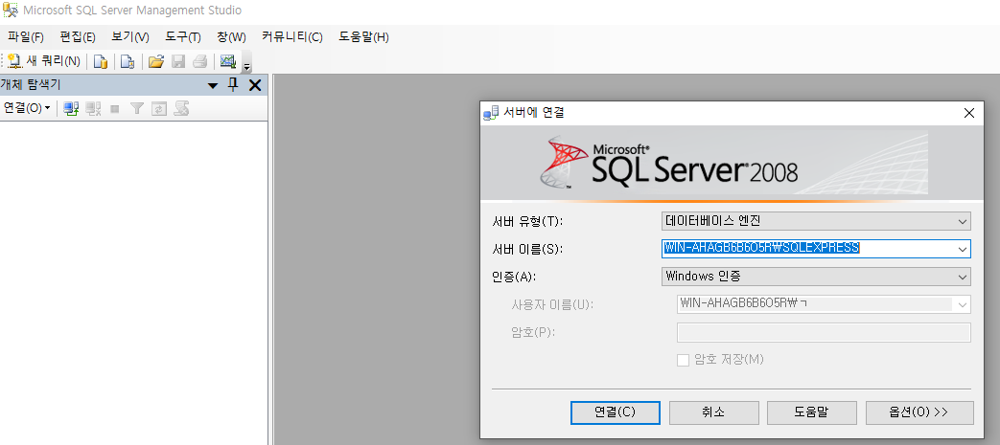 Microsoft SQL Server Management Studio
파일(F) 편집(E) 보기(V) 도구(T) 창(W) 커뮤니티(C) 도움말(H)
새 쿼리(N)
개체 탐색기
연결(O)
서버에 연결
Microsoft®
SQL Server® 2008
서버 유형(T): 데이터베이스 엔진
서버 이름(S): WIN-AHAGB6B6O5R₩SQLEXPRESS
인증(A): Windows 인증
사용자 이름(U): WIN-AHAGB6B6O5R₩ㄱ
암호(P):
암호 저장(M)
연결(C) 취소 도움말 옵션(O) >>